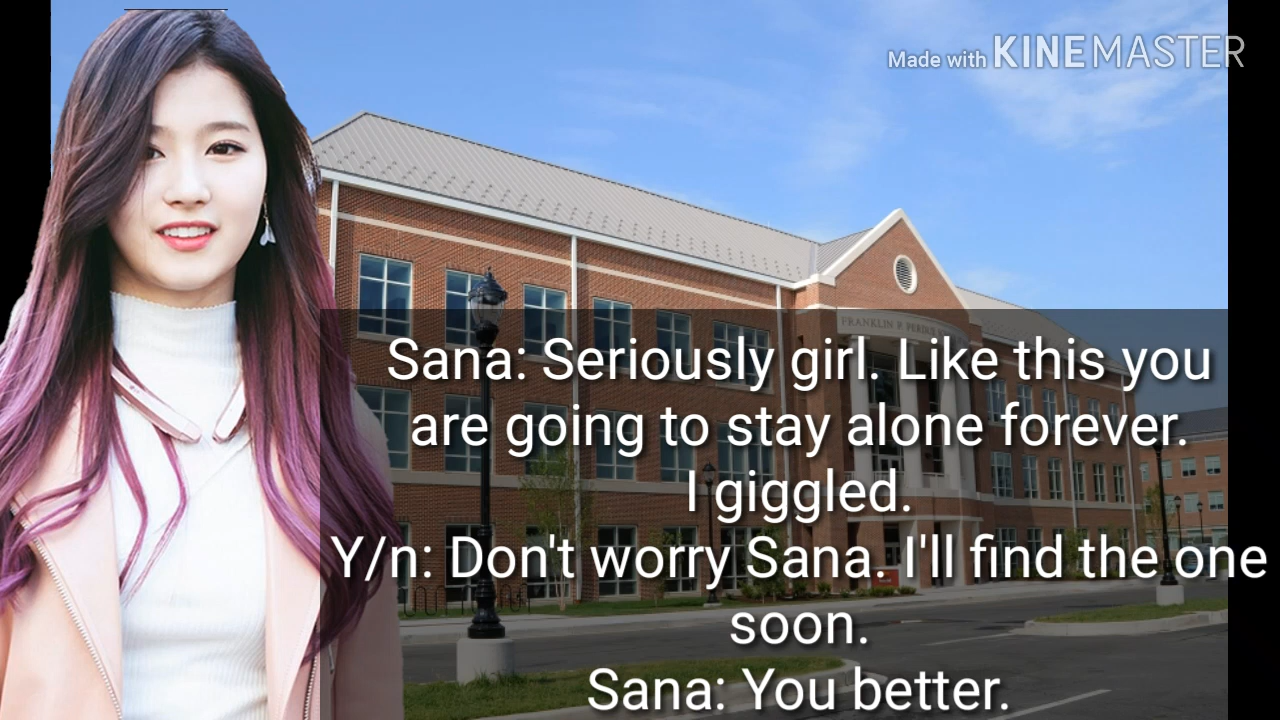 Made with KINEMASTER
FRANKLIN P. PERDUE
Sana: Seriously girl. Like this you
are going to stay alone forever.
I giggled.
Y/n: Don't worry Sana. I'll find the one
soon.
Sana: You better.